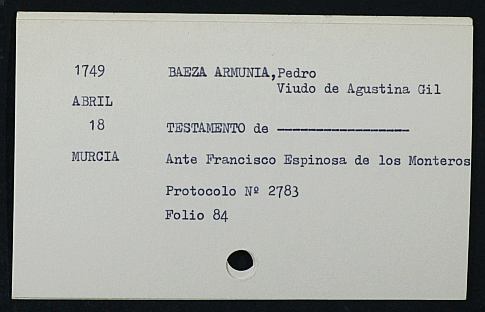 1749 BAEZA ARMUNIA,Pedro
Viudo de Agustina Gil
ABRIL
18 TESTAMENTO de -----------------
MURCIA Ante Francisco Espinosa de los Monteros
Protocolo Nº 2783
Folio 84